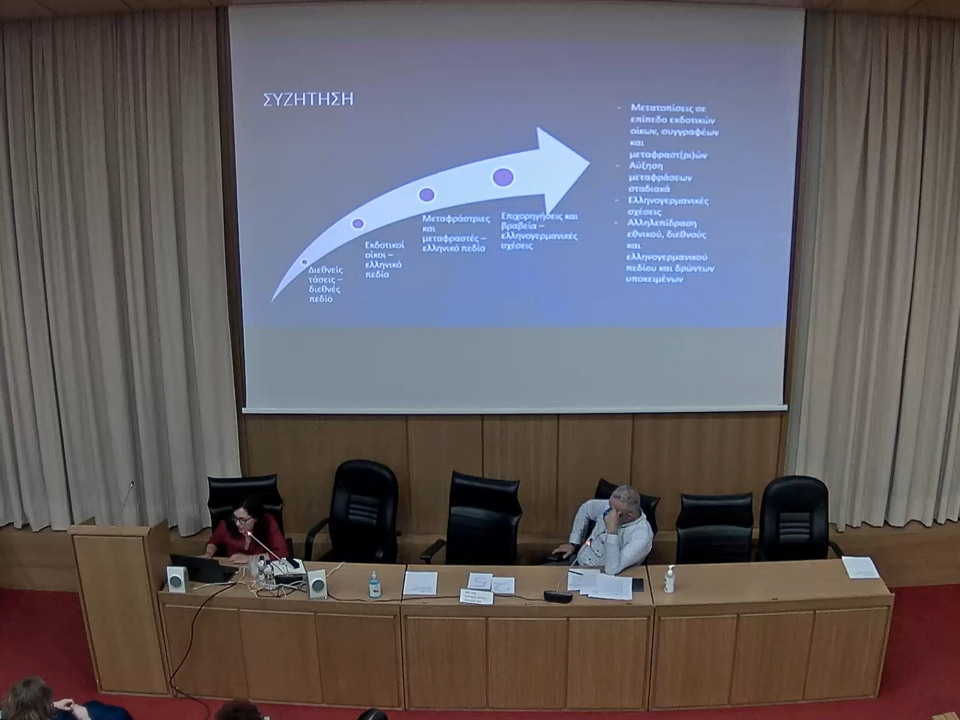 ΣΥΖΗΤΗΣΗ
Διεθνείς
τάσεις –
διεθνές
πεδίο
Εκδοτικοί
οίκοι –
ελληνικό
πεδίο
Μεταφράστριες
και
μεταφραστές –
ελληνικό πεδίο
Επιχορηγήσεις και
βραβεία –
ελληνογερμανικές
σχέσεις
- Μετατοπίσεις σε
επίπεδο εκδοτικών
οίκων, συγγραφέων
και
μεταφραστ(ρι)ών
- Αύξηση
μεταφράσεων
σταδιακά
- Ελληνογερμανικές
σχέσεις
- Αλληλεπίδραση
εθνικού, διεθνούς
και
ελληνογερμανικού
πεδίου και δρώντων
υποκειμένων